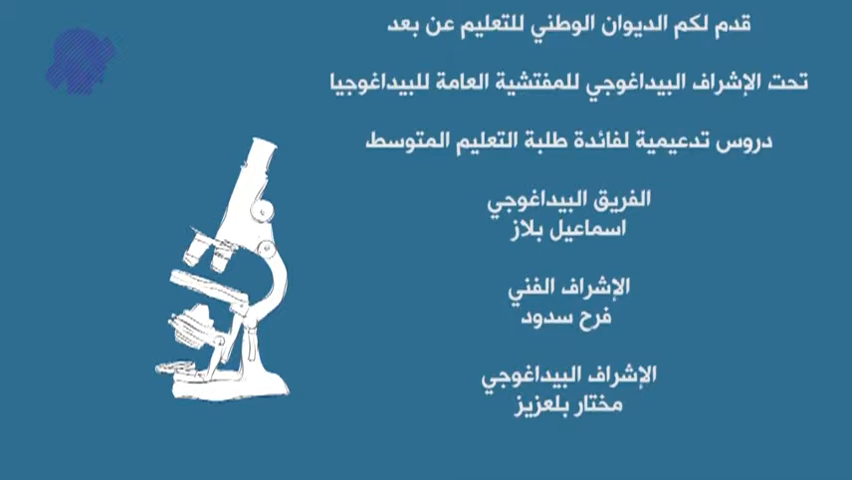 قدم لكم الديوان الوطني للتعليم عن بعد
تحت الإشراف البيداغوجي للمفتشية العامة للبيداغوجيا
دروس تدعيمية لفائدة طلبة التعليم المتوسط
الفريق البيداغوجي
اسماعيل بلاز
الإشراف الفني
فرح سدود
الإشراف البيداغوجي
مختار بلعزيز